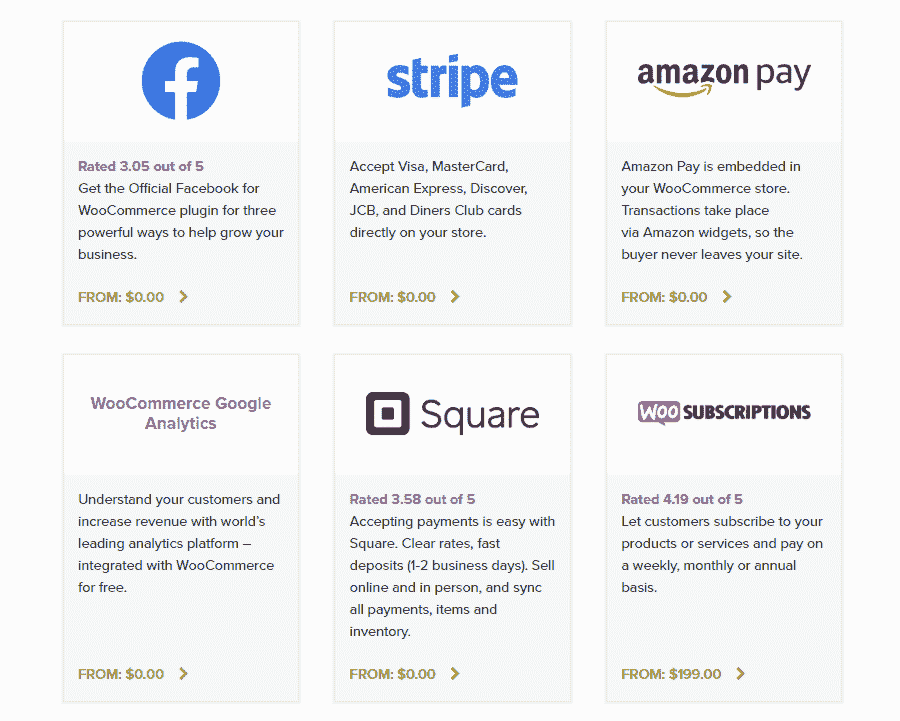 stripe
amazon pay
Rated 3.05 out of 5
Get the Official Facebook for
WooCommerce plugin for three
powerful ways to help grow your
business.
FROM: $0.00
Accept Visa, MasterCard,
American Express, Discover,
JCB, and Diners Club cards
directly on your store.
FROM: $0.00
Amazon Pay is embedded in
your WooCommerce store.
Transactions take place
via Amazon widgets, so the
buyer never leaves your site.
FROM: $0.00
WooCommerce Google
Analytics
Square
WOO SUBSCRIPTIONS
Understand your customers and
increase revenue with world’s
leading analytics platform –
integrated with WooCommerce
for free.
FROM: $0.00
Rated 3.58 out of 5
Accepting payments is easy with
Square. Clear rates, fast
deposits (1-2 business days). Sell
online and in person, and sync
all payments, items and
inventory.
FROM: $0.00
Rated 4.19 out of 5
Let customers subscribe to your
products or services and pay on
a weekly, monthly or annual
basis.
FROM: $199.00